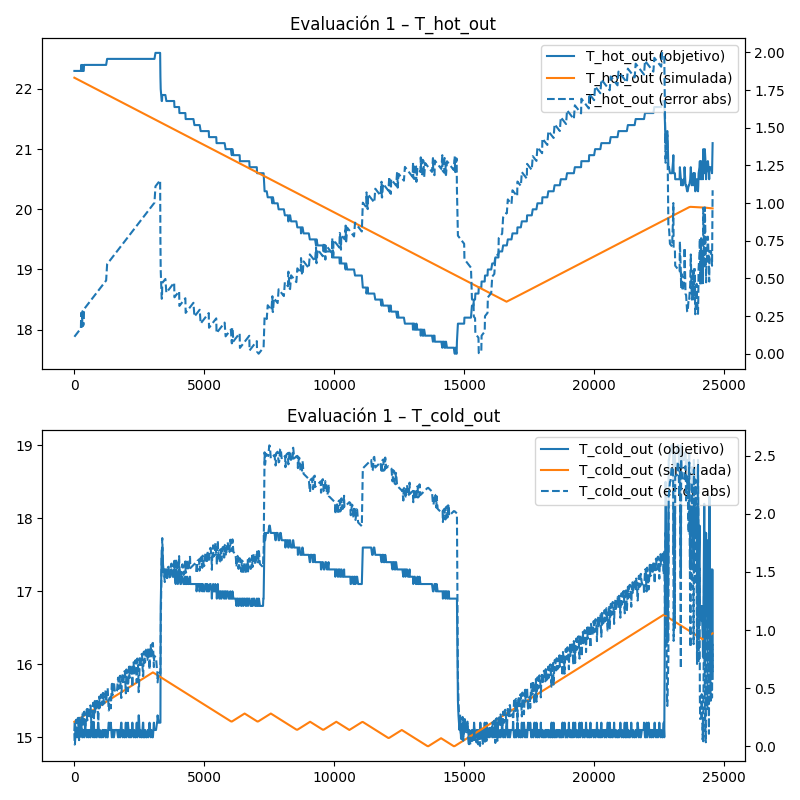 Evaluación 1 – T_hot_out
T_hot_out (objetivo)
T_hot_out (simulada)
T_hot_out (error abs)
22
21
20
19
18
2.00
1.75
1.50
1.25
1.00
0.75
0.50
0.25
0.00
0 5000 10000 15000 20000 25000
Evaluación 1 – T_cold_out
T_cold_out (objetivo)
T_cold_out (simulada)
T_cold_out (error abs)
19
18
17
16
15
2.5
2.0
1.5
1.0
0.5
0.0
0 5000 10000 15000 20000 25000